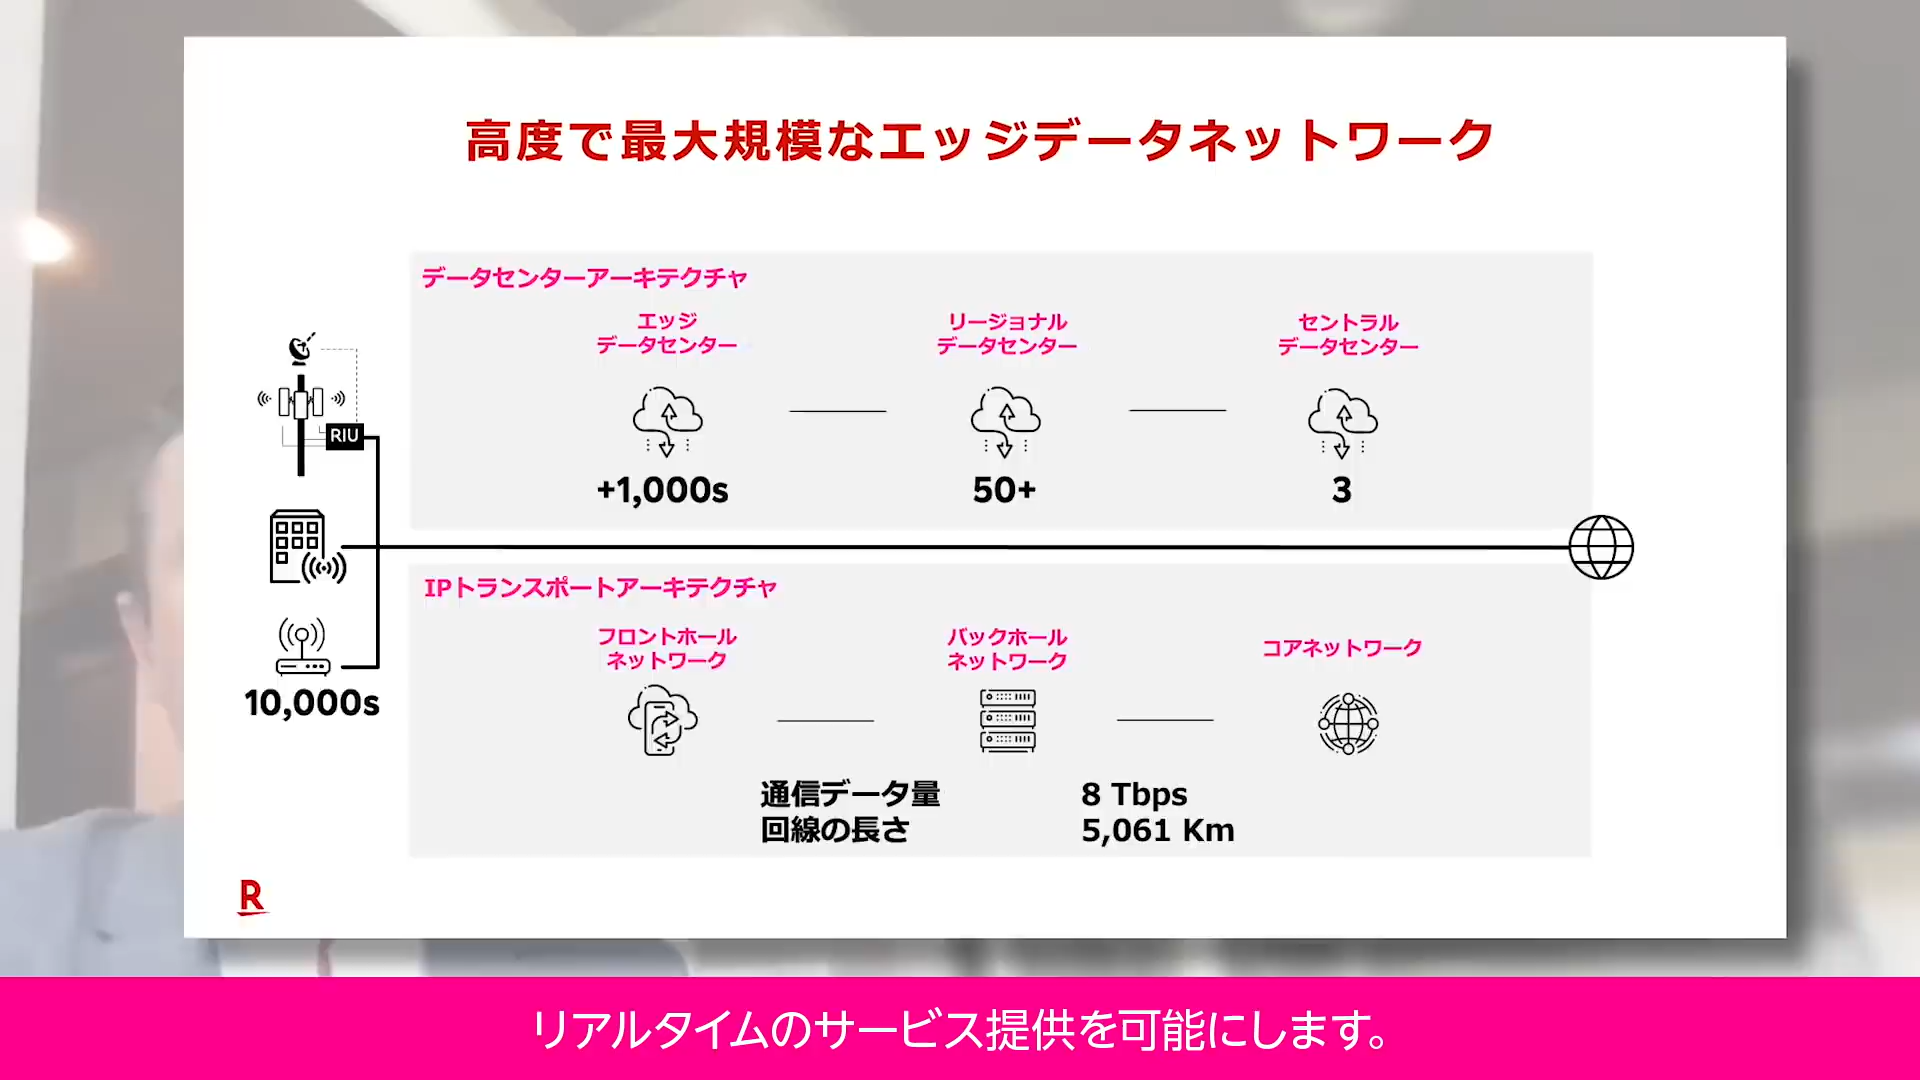 高度で最大規模なエッジデータネットワーク
データセンターアーキテクチャ
エッジ
データセンター
リージョナル
データセンター
セントラル
データセンター
+1,000s
50+
3
RIU
10,000s
IPトランスポートアーキテクチャ
フロントホール
ネットワーク
バックホール
ネットワーク
コアネットワーク
通信データ量 8 Tbps
回線の長さ 5,061 Km
R
リアルタイムのサービス提供を可能にします。